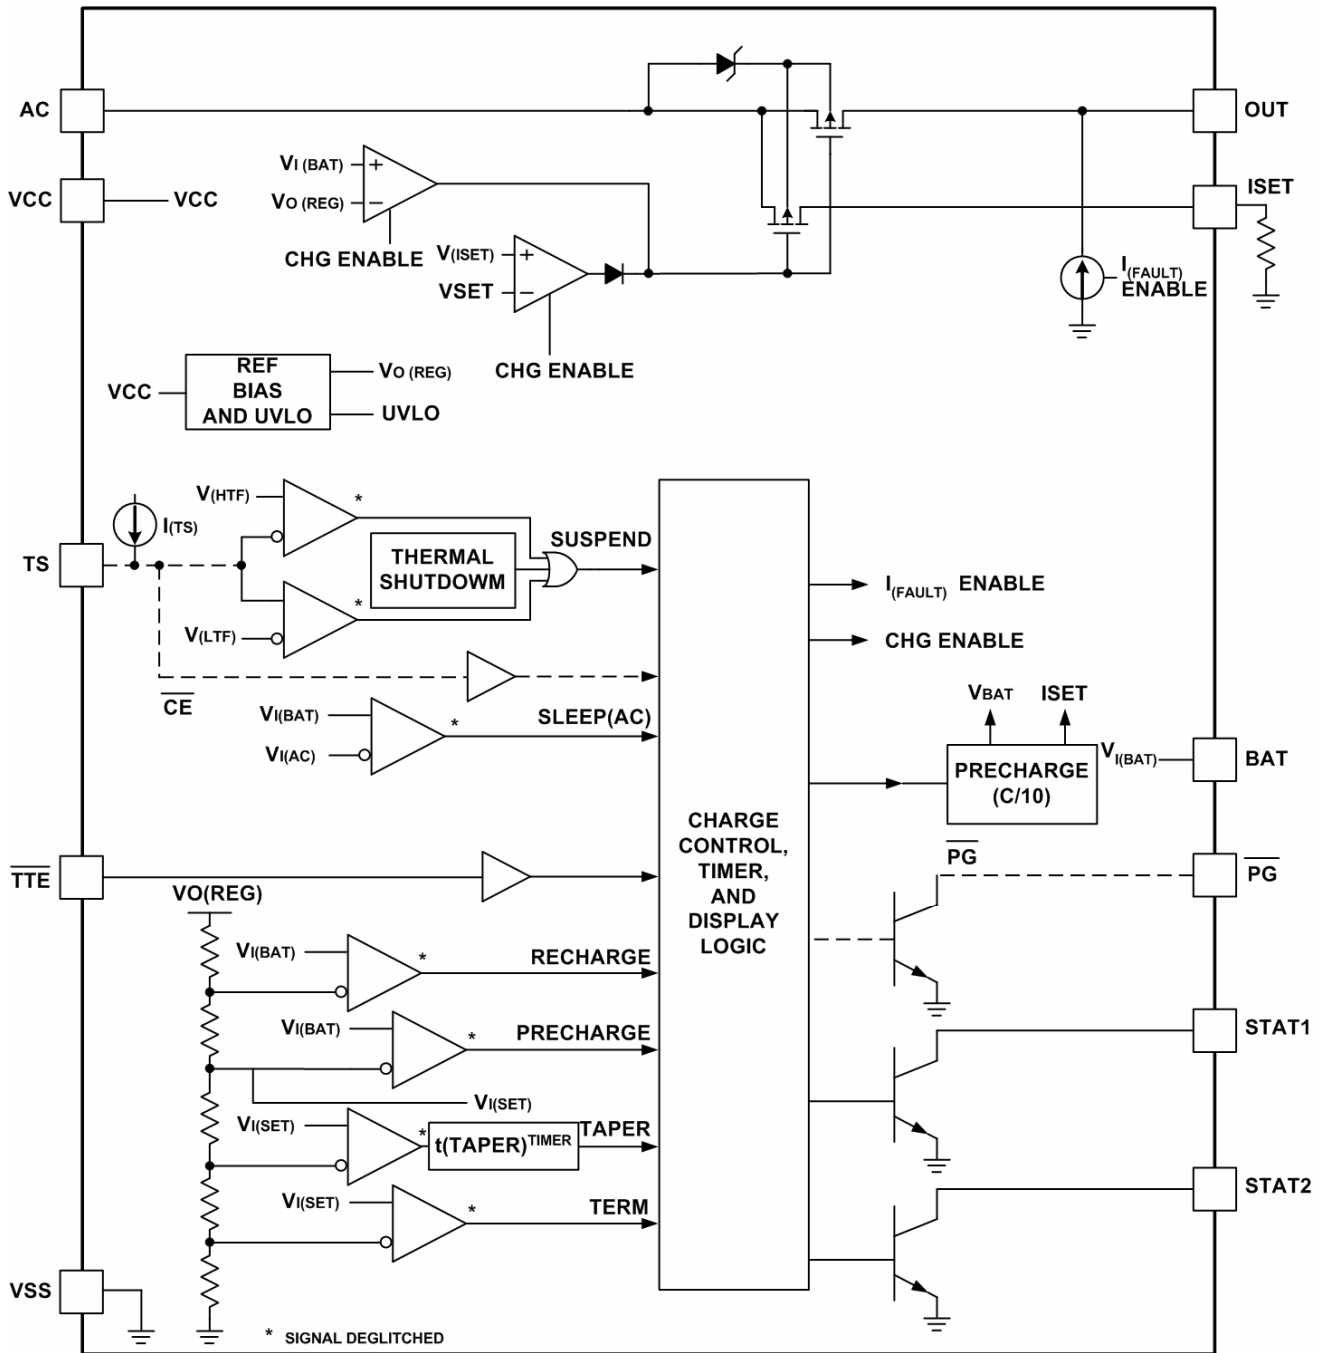 AC
OUT
VI (BAT)
+
VO (REG)
−
CHG ENABLE
VCC
VCC
ISET
V(ISET)
+
VSET
−
CHG ENABLE
I(FAULT)
ENABLE
REF
BIAS
AND UVLO
VCC
VO (REG)
UVLO
V(HTF)
*
I(TS)
TS
THERMAL
SHUTDOWM
SUSPEND
V(LTF)
*
I(FAULT) ENABLE
CHG ENABLE
CE
VI(BAT)
VI(AC)
*
SLEEP(AC)
VBAT
ISET
PRECHARGE
(C/10)
VI(BAT)
BAT
CHARGE
CONTROL,
TIMER,
AND
DISPLAY
LOGIC
TTE
PG
PG
VO(REG)
VI(BAT)
*
RECHARGE
VI(BAT)
*
PRECHARGE
STAT1
VI(SET)
VI(SET)
*
t(TAPER)TIMER
TAPER
VI(SET)
*
TERM
STAT2
VSS
* SIGNAL DEGLITCHED